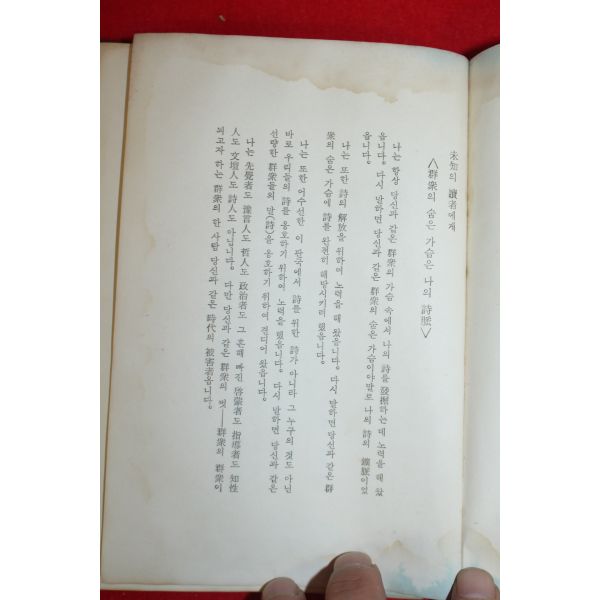 未知의 讀者에게
<群衆의 숨은 가슴은 나의 詩脈>
나는 항상 당신과 같은 群衆의 가슴 속에서 나의 詩를 發掘하는데 노력을 해 왔
읍니다. 다시 말하면 당신과 같은 群衆의 숨은 가슴이야말로 나의 詩의 鑛脈이었
읍니다.
나는 또한 詩의 解放을 위하여 노력을 해 왔읍니다. 다시 말하면 당신과 같은 群
衆의 숨은 가슴에 詩를 완전히 해방시키려 했읍니다.
나는 또한 어수선한 이 판국에서 詩를 위한 詩가 아니라 그 누구의 것도 아닌
바로 우리들의 詩를 옹호하기 위하여 노력을 했읍니다. 다시 말하면 당신과 같은
선량한 群衆들의 말(詩)을 옹호하기 위하여 견디어 왔읍니다.
나는 先覺者도 豫言人도 哲人도 政治者도 그 흔해 빠진 啓蒙者도 指導者도 知性
人도 文壇人도 詩人도 아닙니다. 다만 당신과 같은 群衆의 벗——群衆의 群衆이
되고자 하는 群衆의 한 사람 당신과 같은 時代의 被害者옵니다.